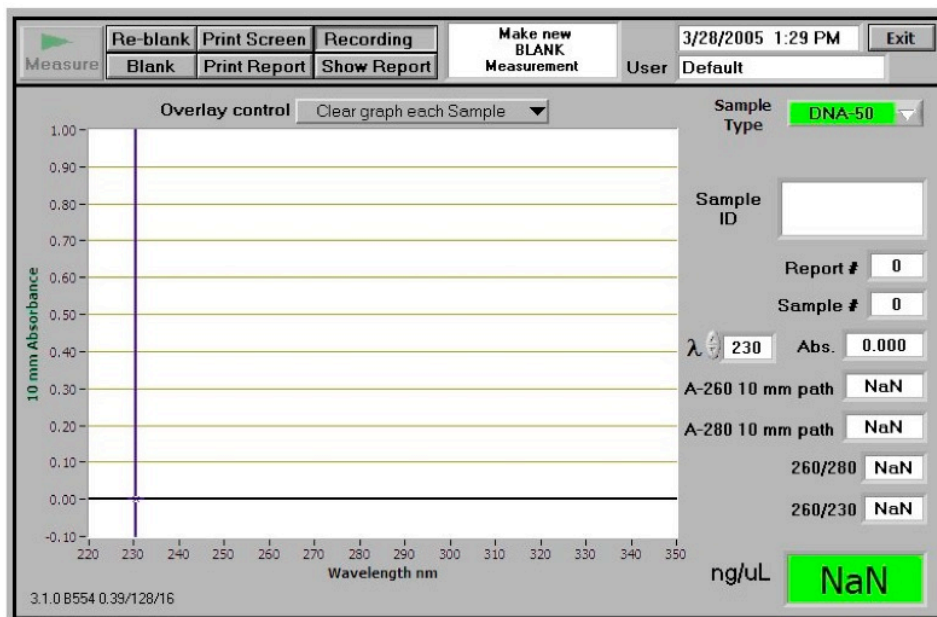 Measure
Re-blank
Print Screen
Recording
Blank
Print Report
Show Report
Make new
BLANK
Measurement
3/28/2005 1:29 PM
Exit
User
Default
Overlay control
Clear graph each Sample
Sample
Type
DNA-50
Sample
ID
Report #
0
Sample #
0
λ
230
Abs.
0.000
A-260 10 mm path
NaN
A-280 10 mm path
NaN
260/280
NaN
260/230
NaN
ng/uL
NaN
10 mm Absorbance
1.00
0.90
0.80
0.70
0.60
0.50
0.40
0.30
0.20
0.10
0.00
-0.10
220 230 240 250 260 270 280 290 300 310 320 330 340 350
Wavelength nm
3.1.0 B554 0.39/128/16